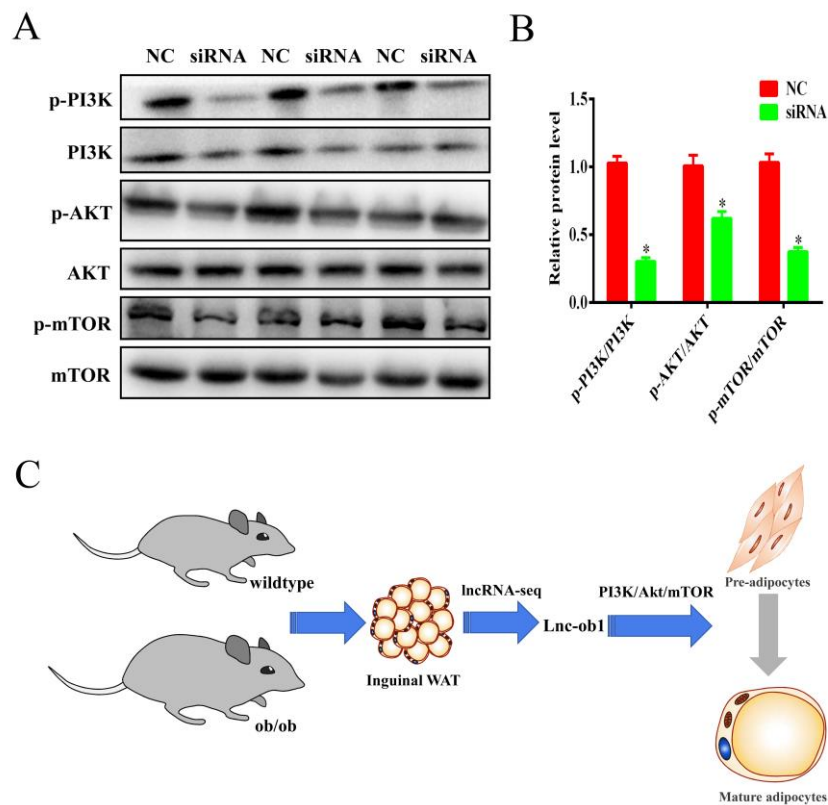 A
NC siRNA NC siRNA NC siRNA
p-PI3K
PI3K
p-AKT
AKT
p-mTOR
mTOR
B
NC
siRNA
Relative protein level
1.5
1.0
0.5
0.0
*
*
*
p-PI3K/PI3K
p-AKT/AKT
p-mTOR/mTOR
C
wildtype
ob/ob
Inguinal WAT
lncRNA-seq
Lnc-ob1
PI3K/Akt/mTOR
Pre-adipocytes
Mature adipocytes